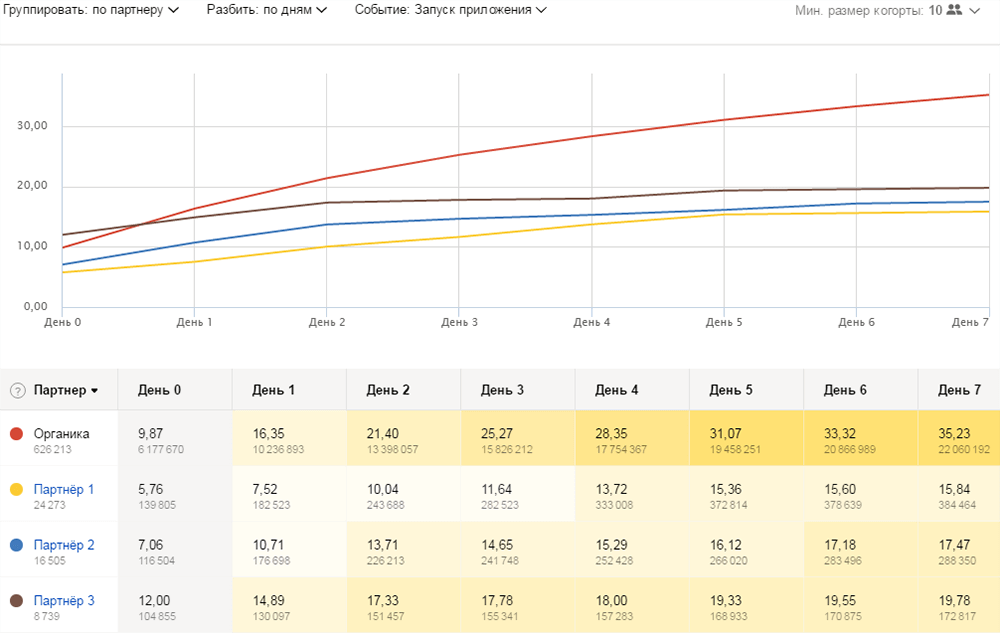 Группировать: по партнеру Разбить: по дням Событие: Запуск приложения Мин. размер когорты: 10
30,00
20,00
10,00
0,00
День 0 День 1 День 2 День 3 День 4 День 5 День 6 День 7
? Партнер День 0 День 1 День 2 День 3 День 4 День 5 День 6 День 7
Органика 9,87 16,35 21,40 25,27 28,35 31,07 33,32 35,23
626 213 6 177 670 10 236 893 13 398 057 15 826 212 17 754 367 19 458 251 20 866 989 22 060 192
Партнёр 1 5,76 7,52 10,04 11,64 13,72 15,36 15,60 15,84
24 273 139 805 182 523 243 688 282 523 333 008 372 814 378 639 384 464
Партнёр 2 7,06 10,71 13,71 14,65 15,29 16,12 17,18 17,47
16 505 116 504 176 698 226 213 241 748 252 428 266 020 283 496 288 350
Партнёр 3 12,00 14,89 17,33 17,78 18,00 19,33 19,55 19,78
8 739 104 855 130 097 151 457 155 341 157 283 168 933 170 875 172 817